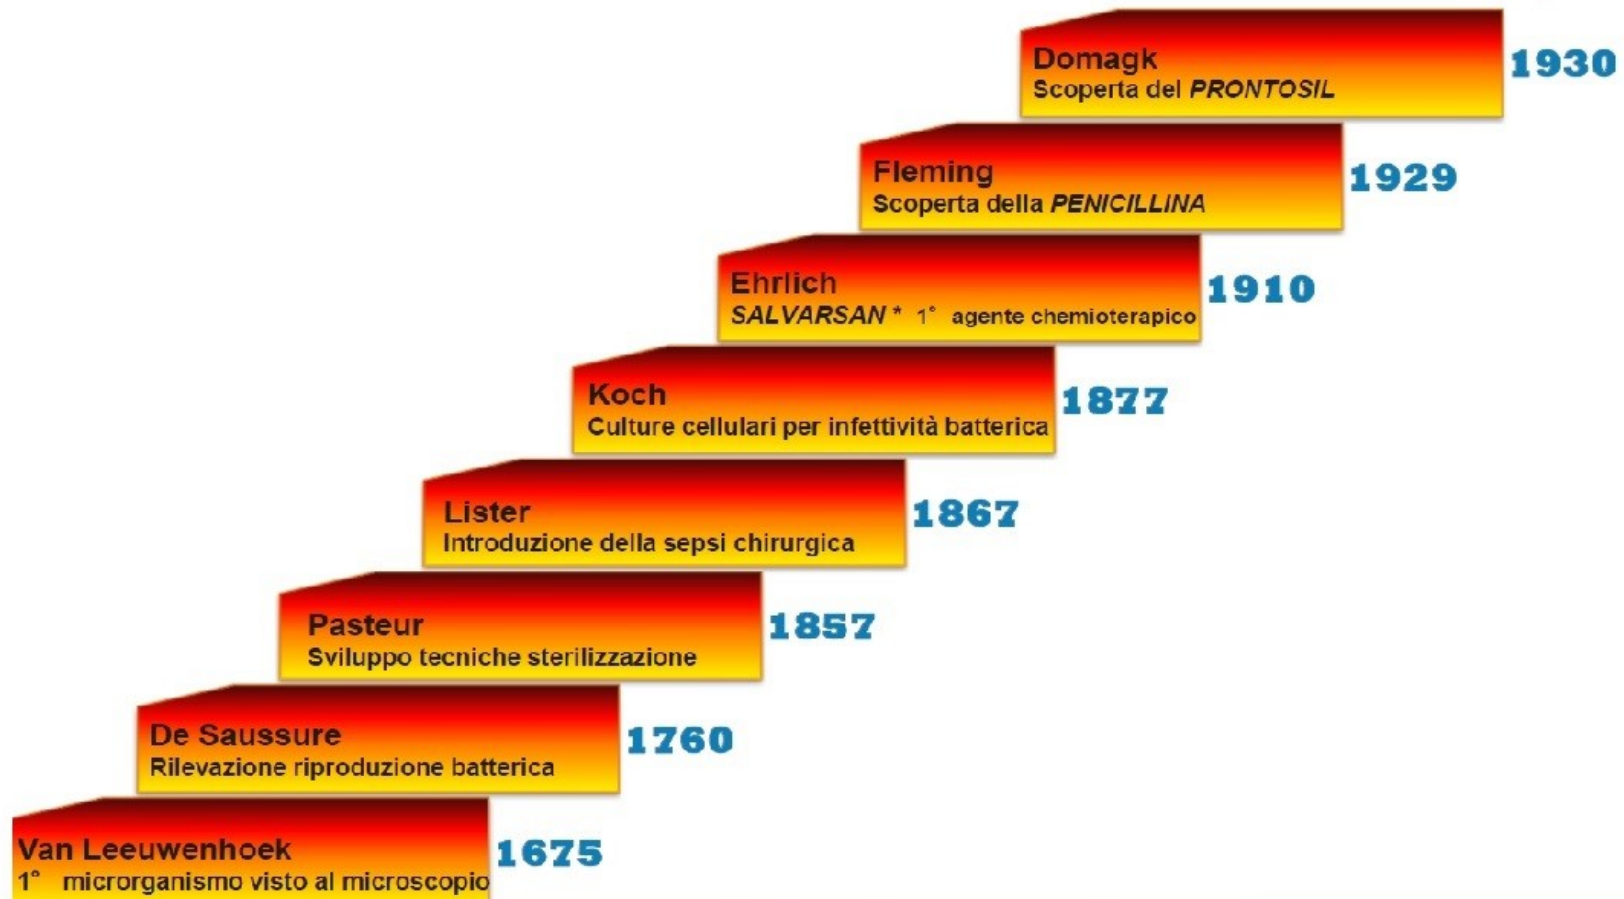 Domagk
Scoperta del PRONTOSIL
1930
Fleming
Scoperta della PENICILLINA
1929
Ehrlich
SALVARSAN * 1° agente chemioterapico
1910
Koch
Culture cellulari per infettività batterica
1877
Lister
Introduzione della sepsi chirurgica
1867
Pasteur
Sviluppo tecniche sterilizzazione
1857
De Saussure
Rilevazione riproduzione batterica
1760
Van Leeuwenhoek
1° microrganismo visto al microscopio
1675